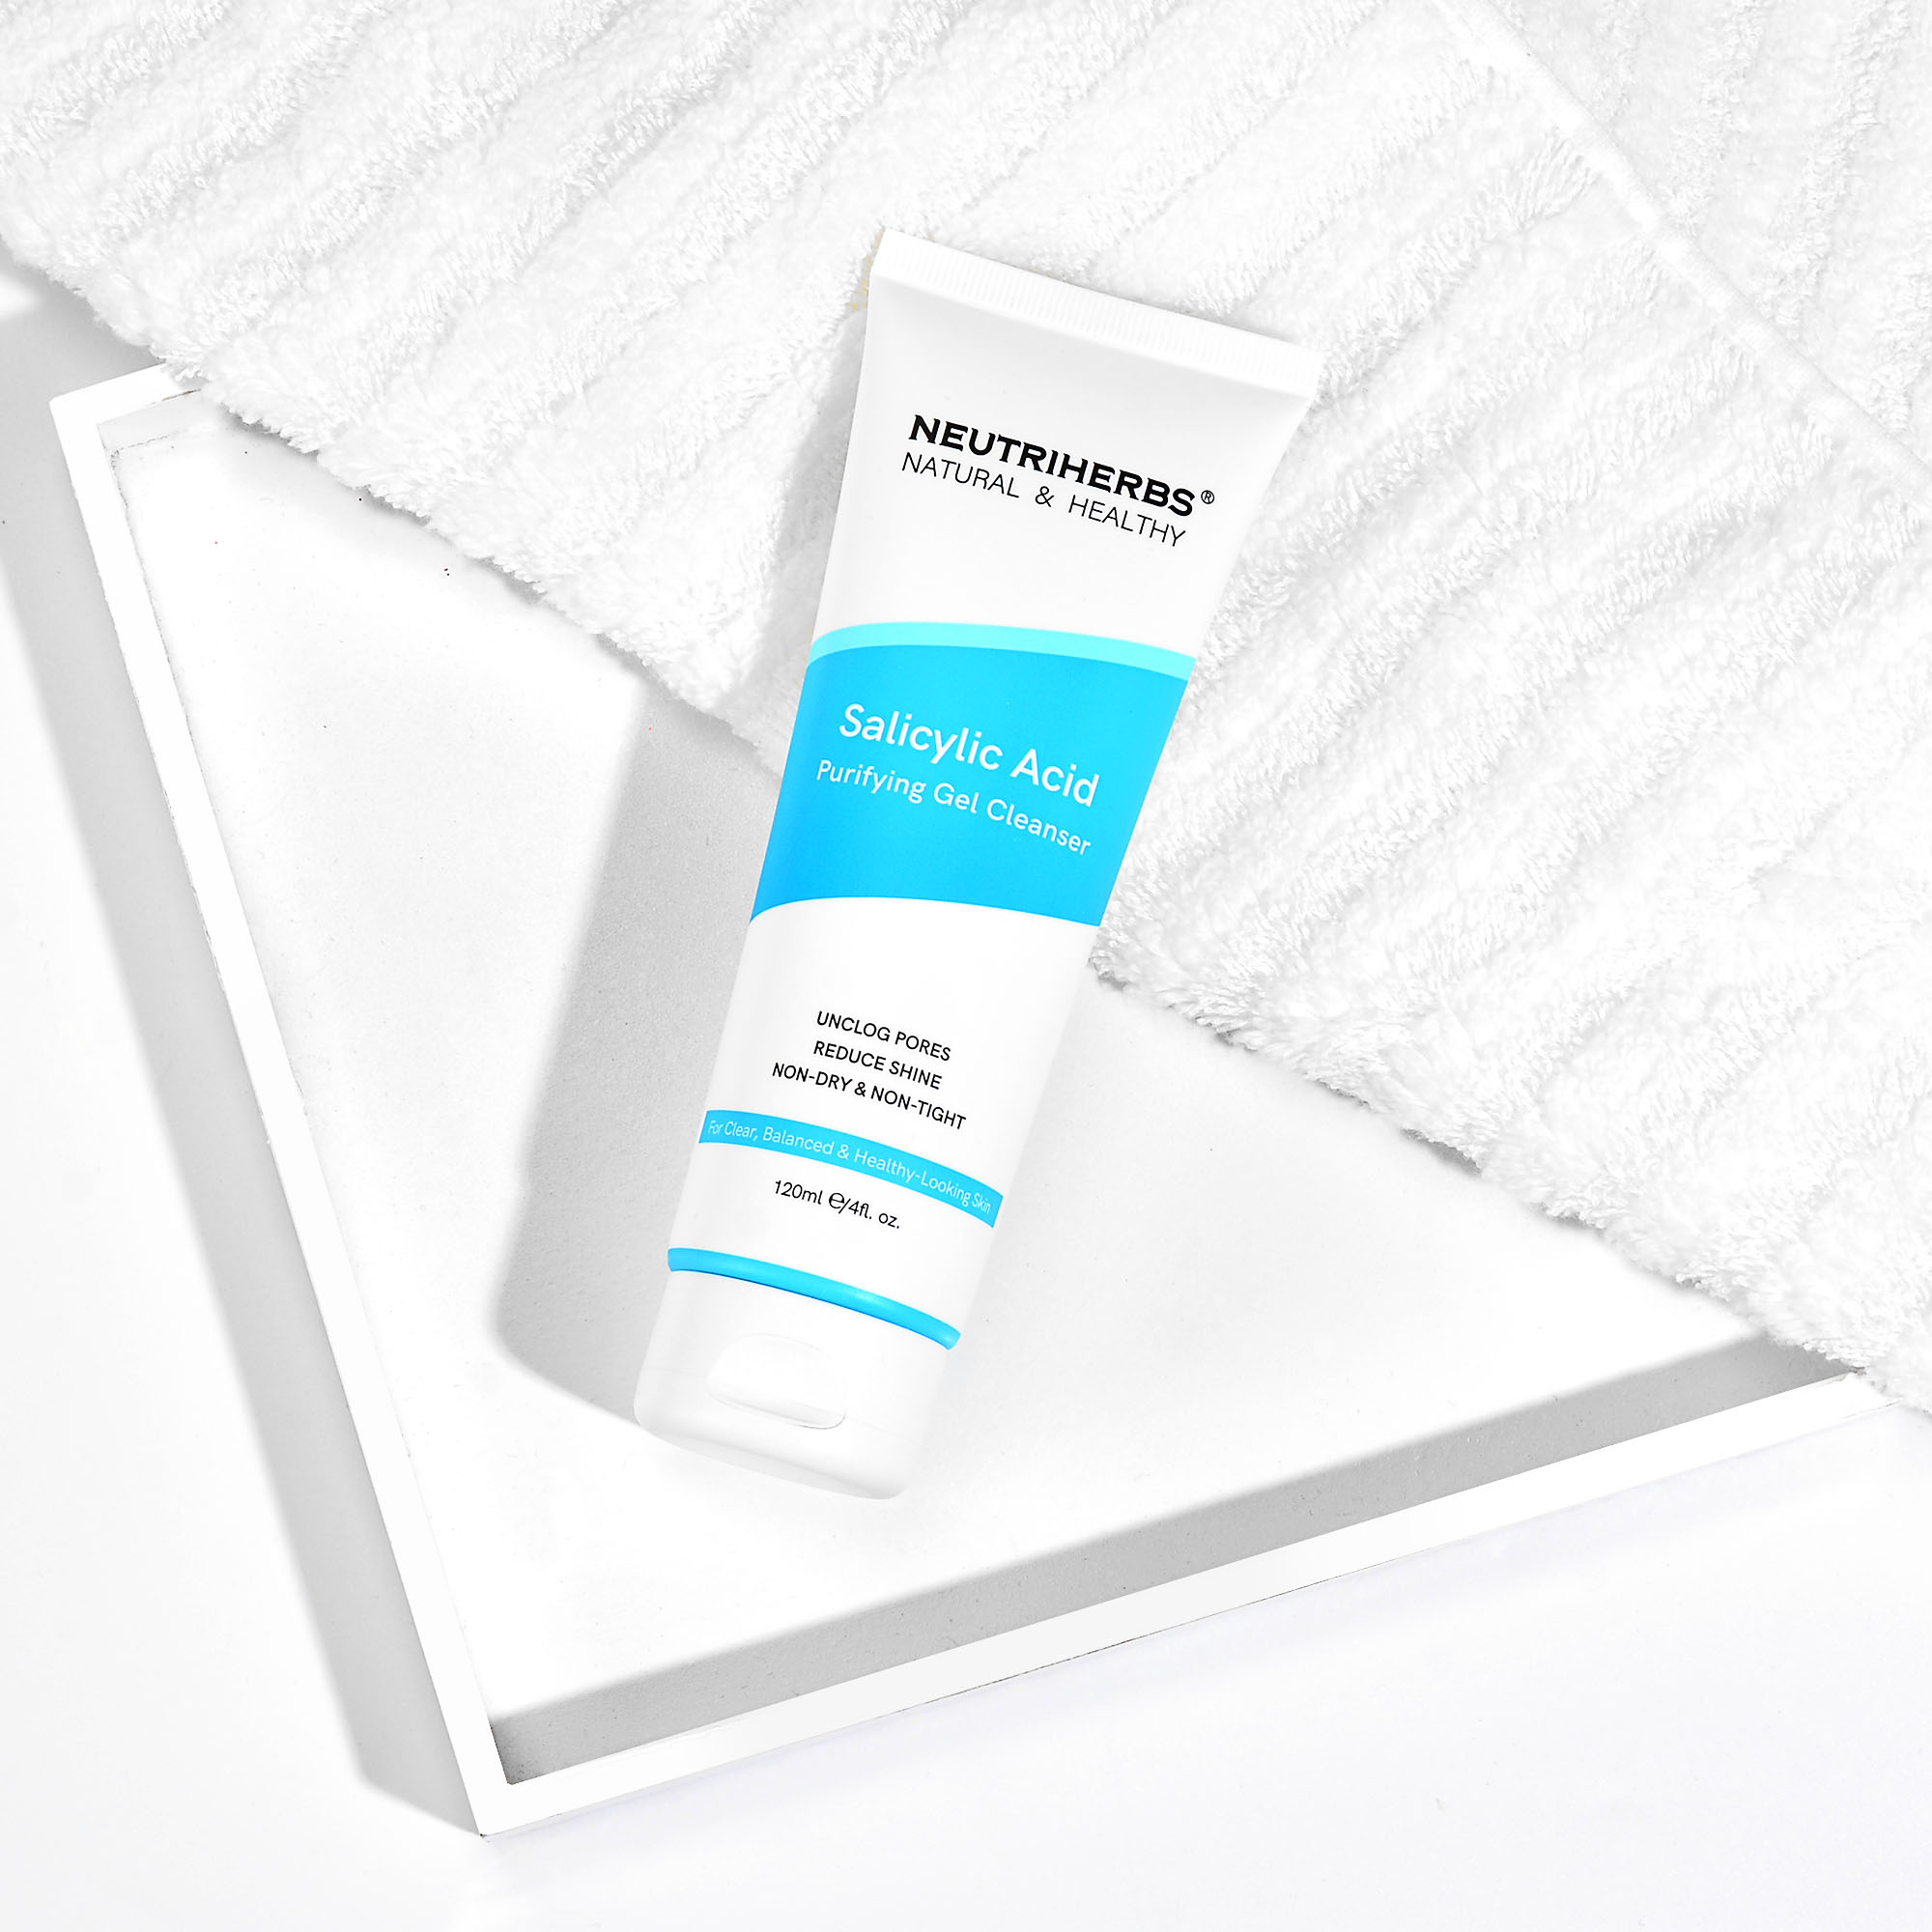 NEUTRIHERBS®
NATURAL & HEALTHY
Salicylic Acid
Purifying Gel Cleanser
UNCLOG PORES
REDUCE SHINE
NON-DRY & NON-TIGHT
For Clear, Balanced & Healthy-Looking Skin
120ml ℮/4fl. oz.